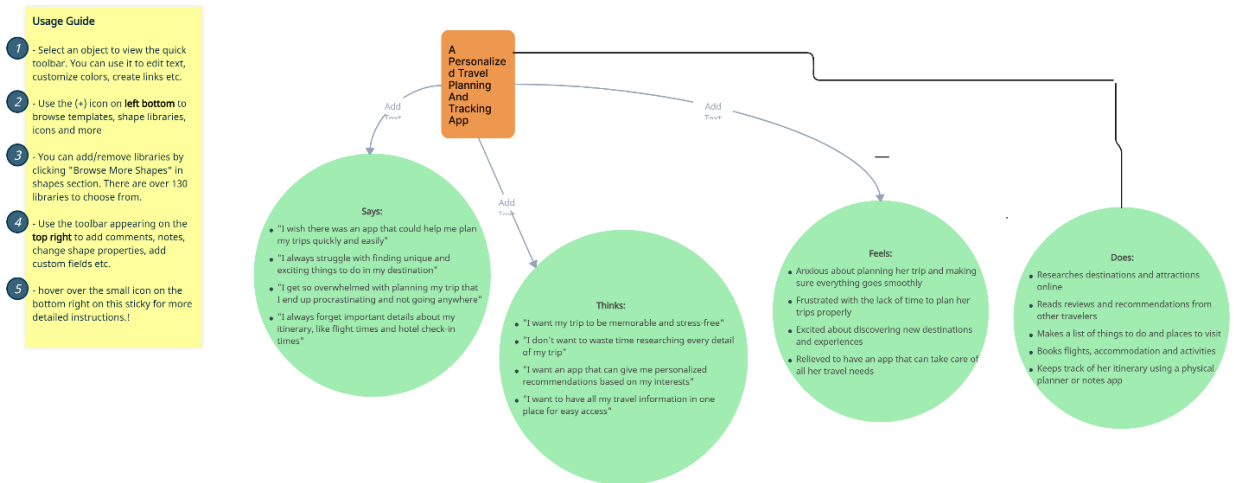 Usage Guide
1
- Select an object to view the quick
toolbar. You can use it to edit text,
customize colors, create links etc.
2
- Use the (+) icon on left bottom to
browse templates, shape libraries,
icons and more
3
- You can add/remove libraries by
clicking "Browse More Shapes" in
shapes section. There are over 130
libraries to choose from.
4
- Use the toolbar appearing on the
top right to add comments, notes,
change shape properties, add
custom fields etc.
5
- hover over the small icon on the
bottom right on this sticky for more
detailed instructions.!
A
Personalize
d Travel
Planning
And
Tracking
App
Add
Text
Add
Text
Add
Text
Says:
• "I wish there was an app that could help me plan
my trips quickly and easily"
• "I always struggle with finding unique and
exciting things to do in my destination"
• "I get so overwhelmed with planning my trip that
I end up procrastinating and not going anywhere"
• "I always forget important details about my
itinerary, like flight times and hotel check-in
times"
Thinks:
• "I want my trip to be memorable and stress-free"
• "I don't want to waste time researching every detail
of my trip"
• "I want an app that can give me personalized
recommendations based on my interests"
• "I want to have all my travel information in one
place for easy access"
Feels:
• Anxious about planning her trip and making
sure everything goes smoothly
• Frustrated with the lack of time to plan her
trips properly
• Excited about discovering new destinations
and experiences
• Relieved to have an app that can take care of
all her travel needs
Does:
• Researches destinations and attractions
online
• Reads reviews and recommendations from
other travelers
• Makes a list of things to do and places to visit
• Books flights, accommodation and activities
• Keeps track of her itinerary using a physical
planner or notes app